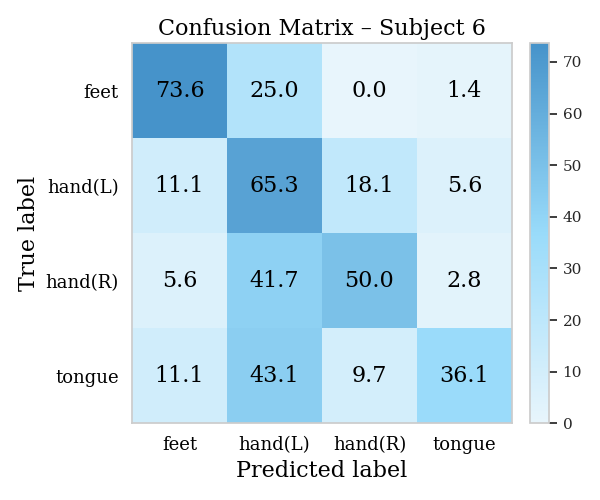 Confusion Matrix – Subject 6
True label
feet 73.6 25.0 0.0 1.4
hand(L) 11.1 65.3 18.1 5.6
hand(R) 5.6 41.7 50.0 2.8
tongue 11.1 43.1 9.7 36.1
feet hand(L) hand(R) tongue
Predicted label
70
60
50
40
30
20
10
0